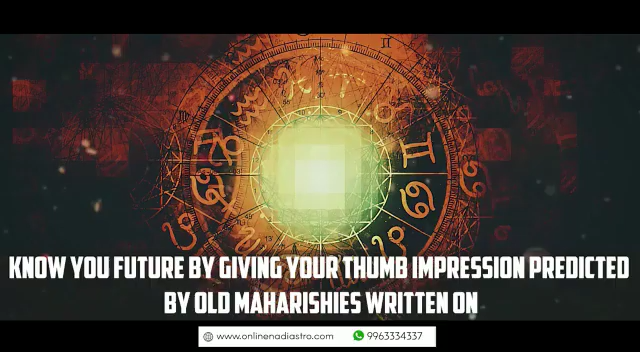 KNOW YOU FUTURE BY GIVING YOUR THUMB IMPRESSION PREDICTED
BY OLD MAHARISHIES WRITTEN ON
www.onlinenadiastro.com 9963334337